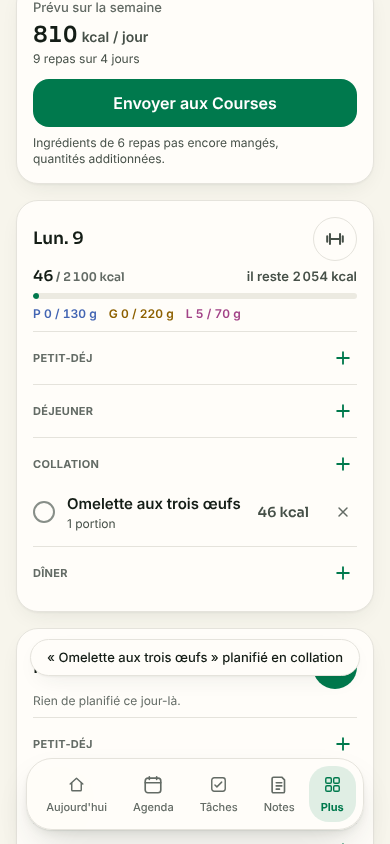 Prévu sur la semaine
810 kcal / jour
9 repas sur 4 jours
Envoyer aux Courses
Ingrédients de 6 repas pas encore mangés,
quantités additionnées.
Lun. 9
46 / 2 100 kcal
il reste 2 054 kcal
P 0 / 130 g G 0 / 220 g L 5 / 70 g
PETIT-DÉJ
DÉJEUNER
COLLATION
Omelette aux trois œufs
46 kcal
1 portion
DÎNER
« Omelette aux trois œufs » planifié en collation
Rien de planifié ce jour-là.
PETIT-DÉJ
Aujourd'hui
Agenda
Tâches
Notes
Plus